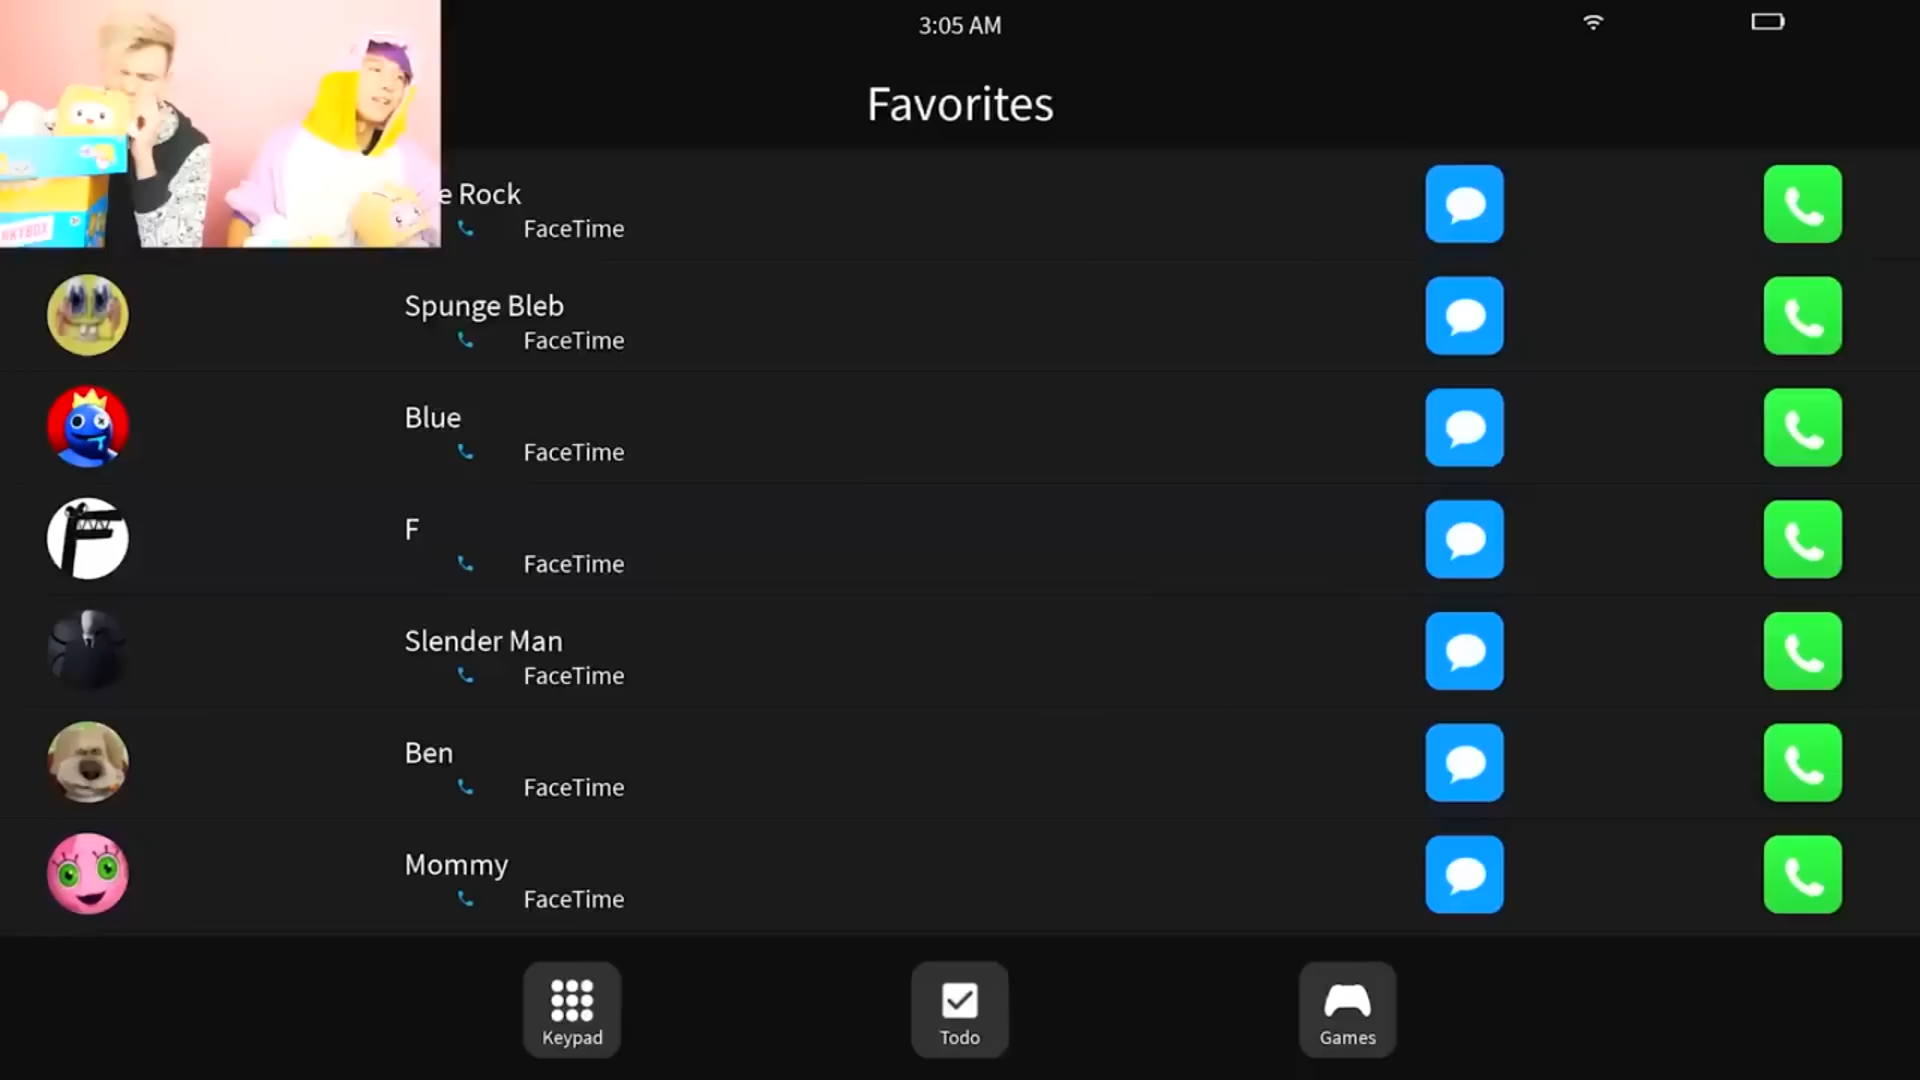 3:05 AM
Favorites
e Rock
FaceTime
Spunge Bleb
FaceTime
Blue
FaceTime
F
FaceTime
Slender Man
FaceTime
Ben
FaceTime
Mommy
FaceTime
RKYBOX
Keypad
Todo
Games